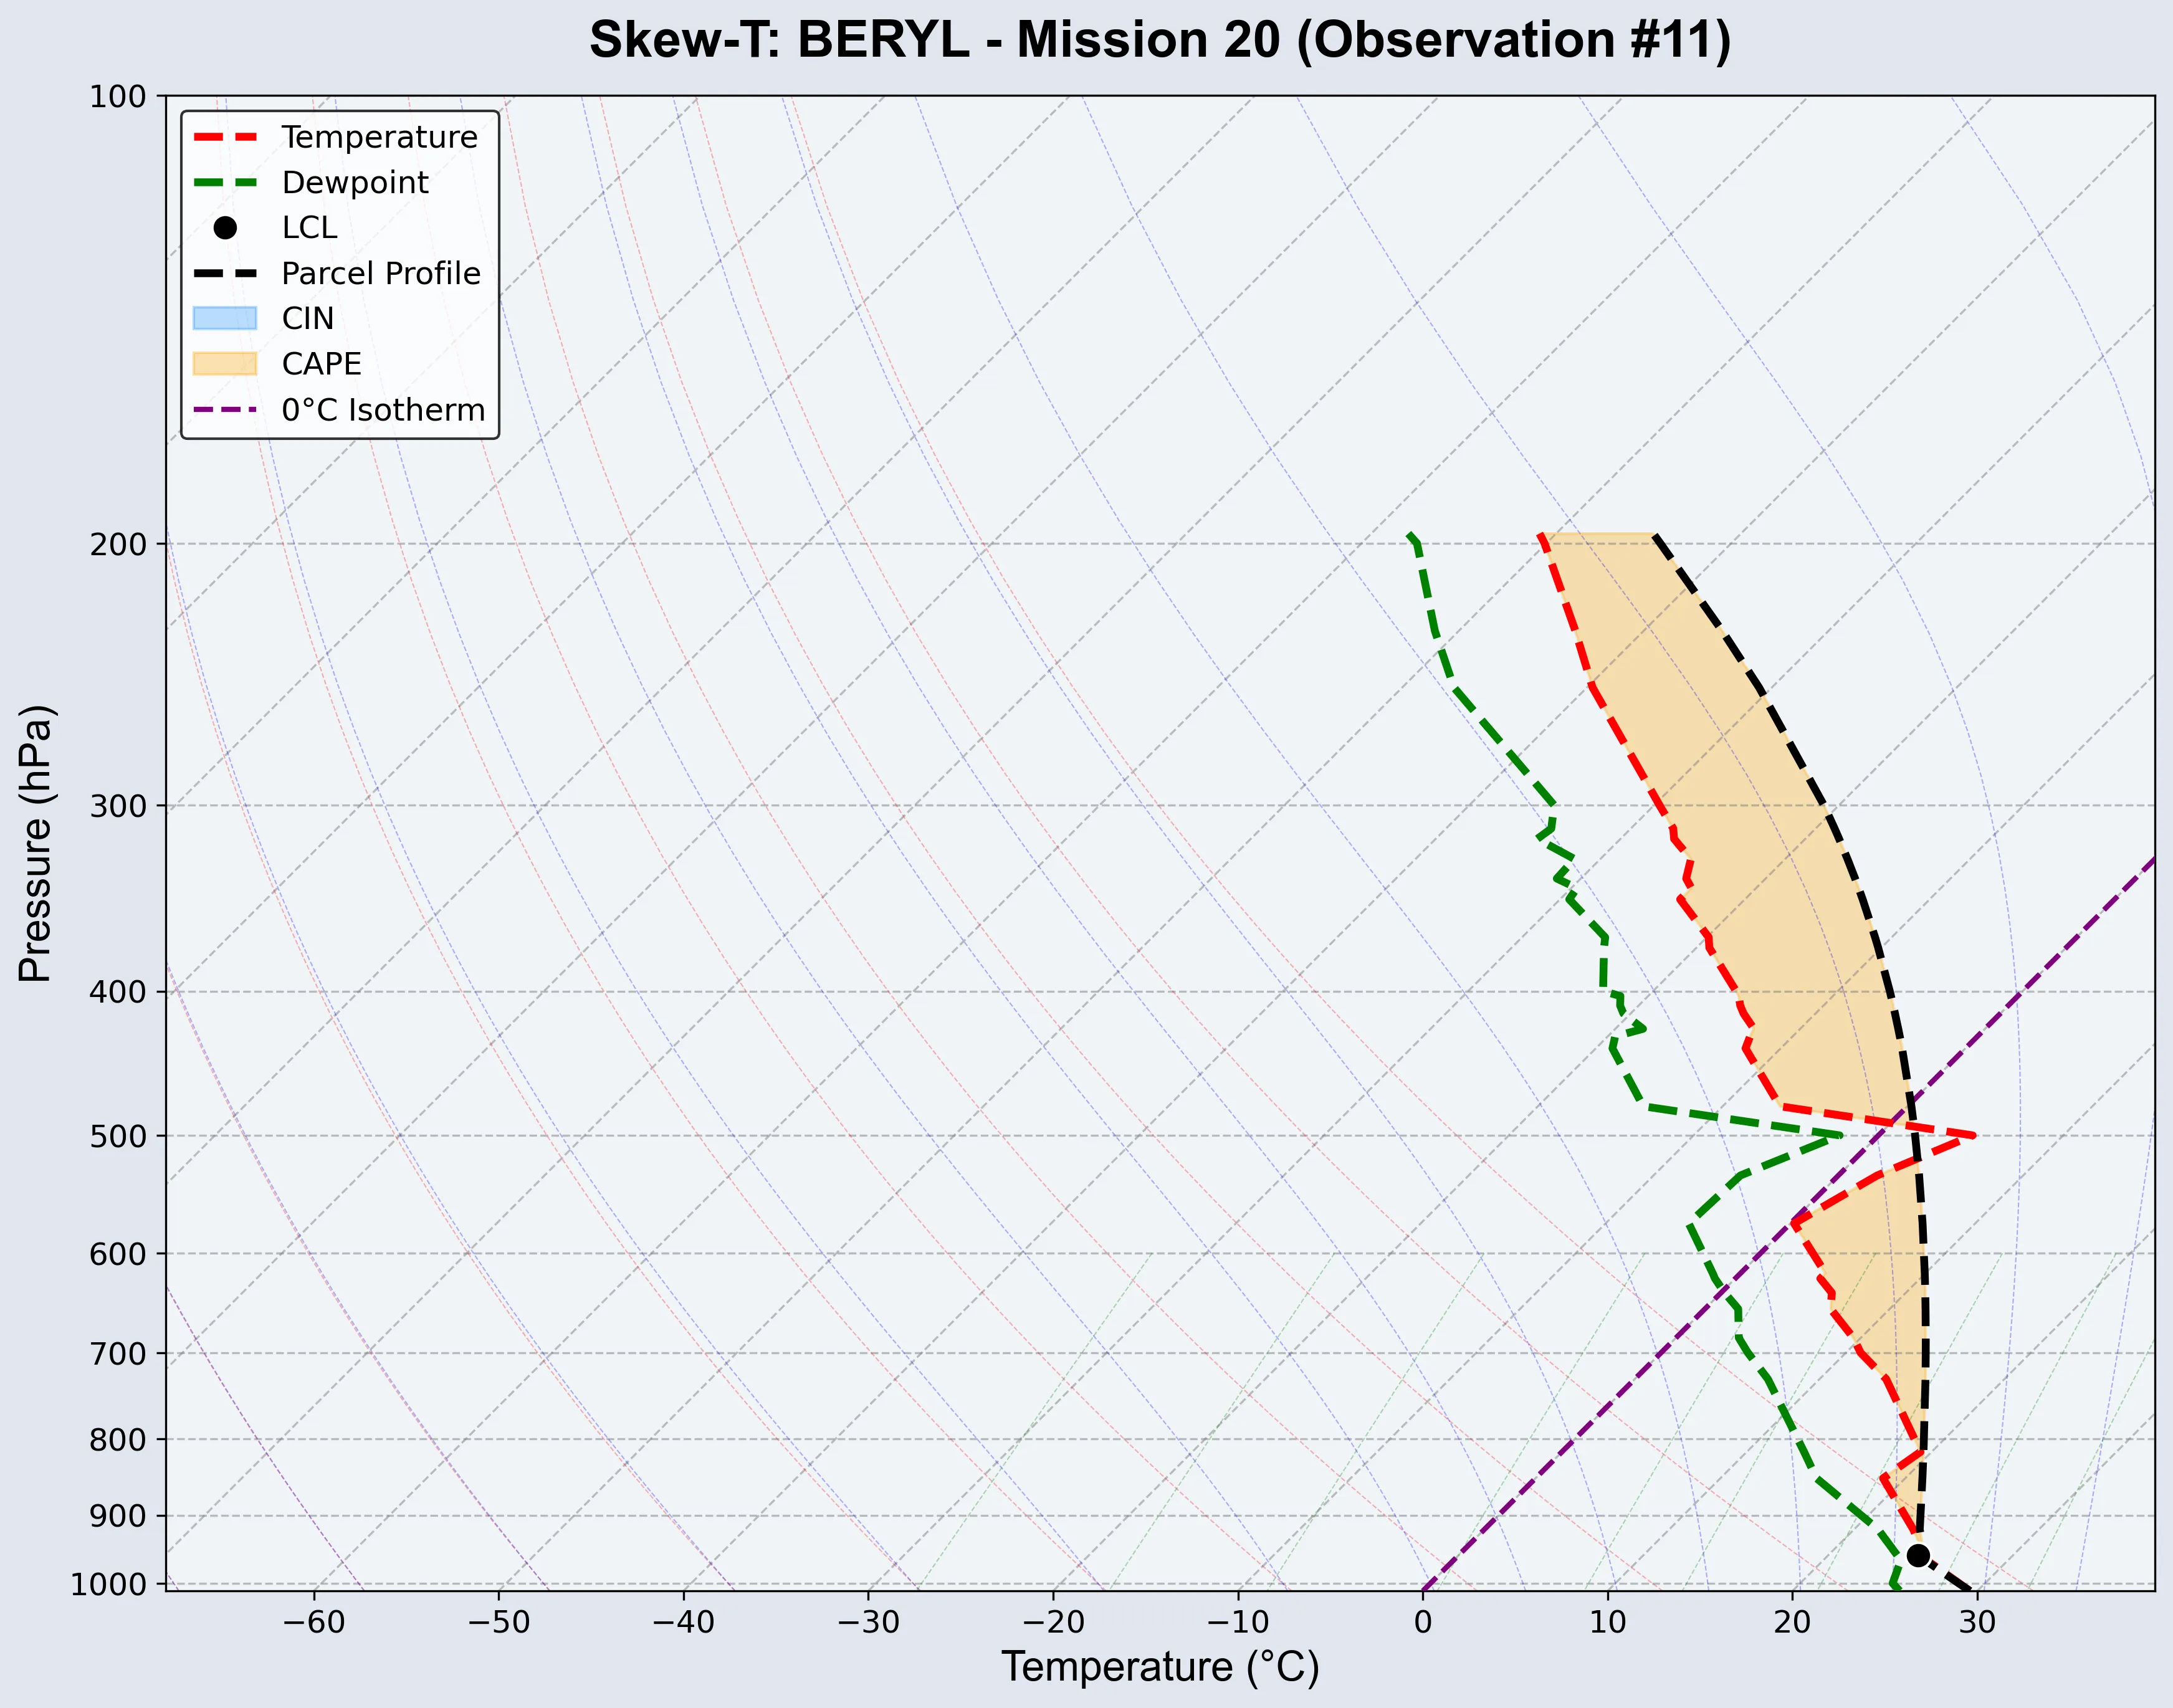 Skew-T: BERYL - Mission 20 (Observation #11)
Temperature
Dewpoint
LCL
Parcel Profile
CIN
CAPE
0°C Isotherm
Pressure (hPa)
100
200
300
400
500
600
700
800
900
1000
−60 −50 −40 −30 −20 −10 0 10 20 30
Temperature (°C)